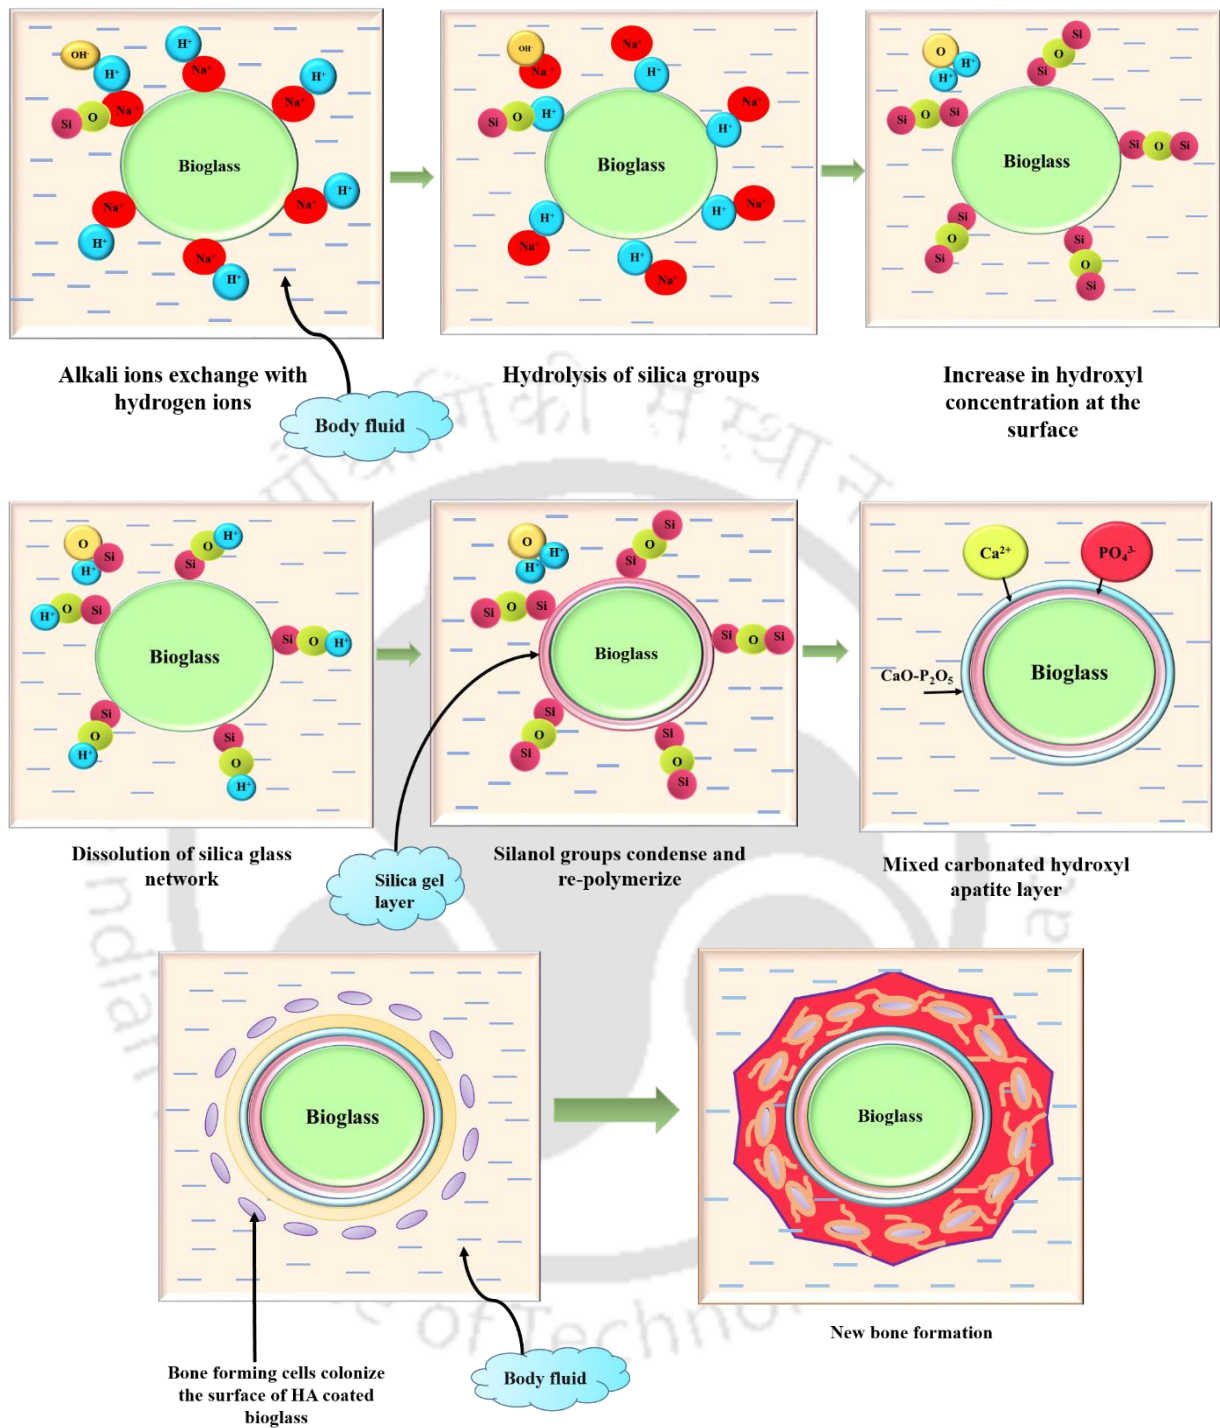 OH⁻
H⁺
H⁺
Na⁺
H⁺
Na⁺
Na⁺
Si
O
Bioglass
H⁺
Na⁺
Na⁺
H⁺
Na⁺
H⁺
OH⁻
Na⁺
Na⁺
H⁺
Na⁺
H⁺
Si
O
H⁺
Bioglass
H⁺
Na⁺
H⁺
Na⁺
H⁺
Na⁺
O
H⁺
H⁺
Si
O
Si
Si
O
Si
Bioglass
Si
O
Si
Si
O
Si
Si
O
Si
Alkali ions exchange with
hydrogen ions
Body fluid
Hydrolysis of silica groups
Increase in hydroxyl
concentration at the
surface
O
Si
H⁺
H⁺
O
Si
H⁺
O
Si
Bioglass
Si
O
H⁺
Si
O
H⁺
Si
O
H⁺
O
H⁺
H⁺
Si
O
Si
Si
O
Si
Bioglass
Si
O
Si
Si
O
Si
Si
O
Si
Ca²⁺
PO₄³⁻
CaO-P₂O₅
Bioglass
Dissolution of silica glass
network
Silica gel
layer
Silanol groups condense and
re-polymerize
Mixed carbonated hydroxyl
apatite layer
Bioglass
Bioglass
Bone forming cells colonize
the surface of HA coated
bioglass
Body fluid
New bone formation
of Techno